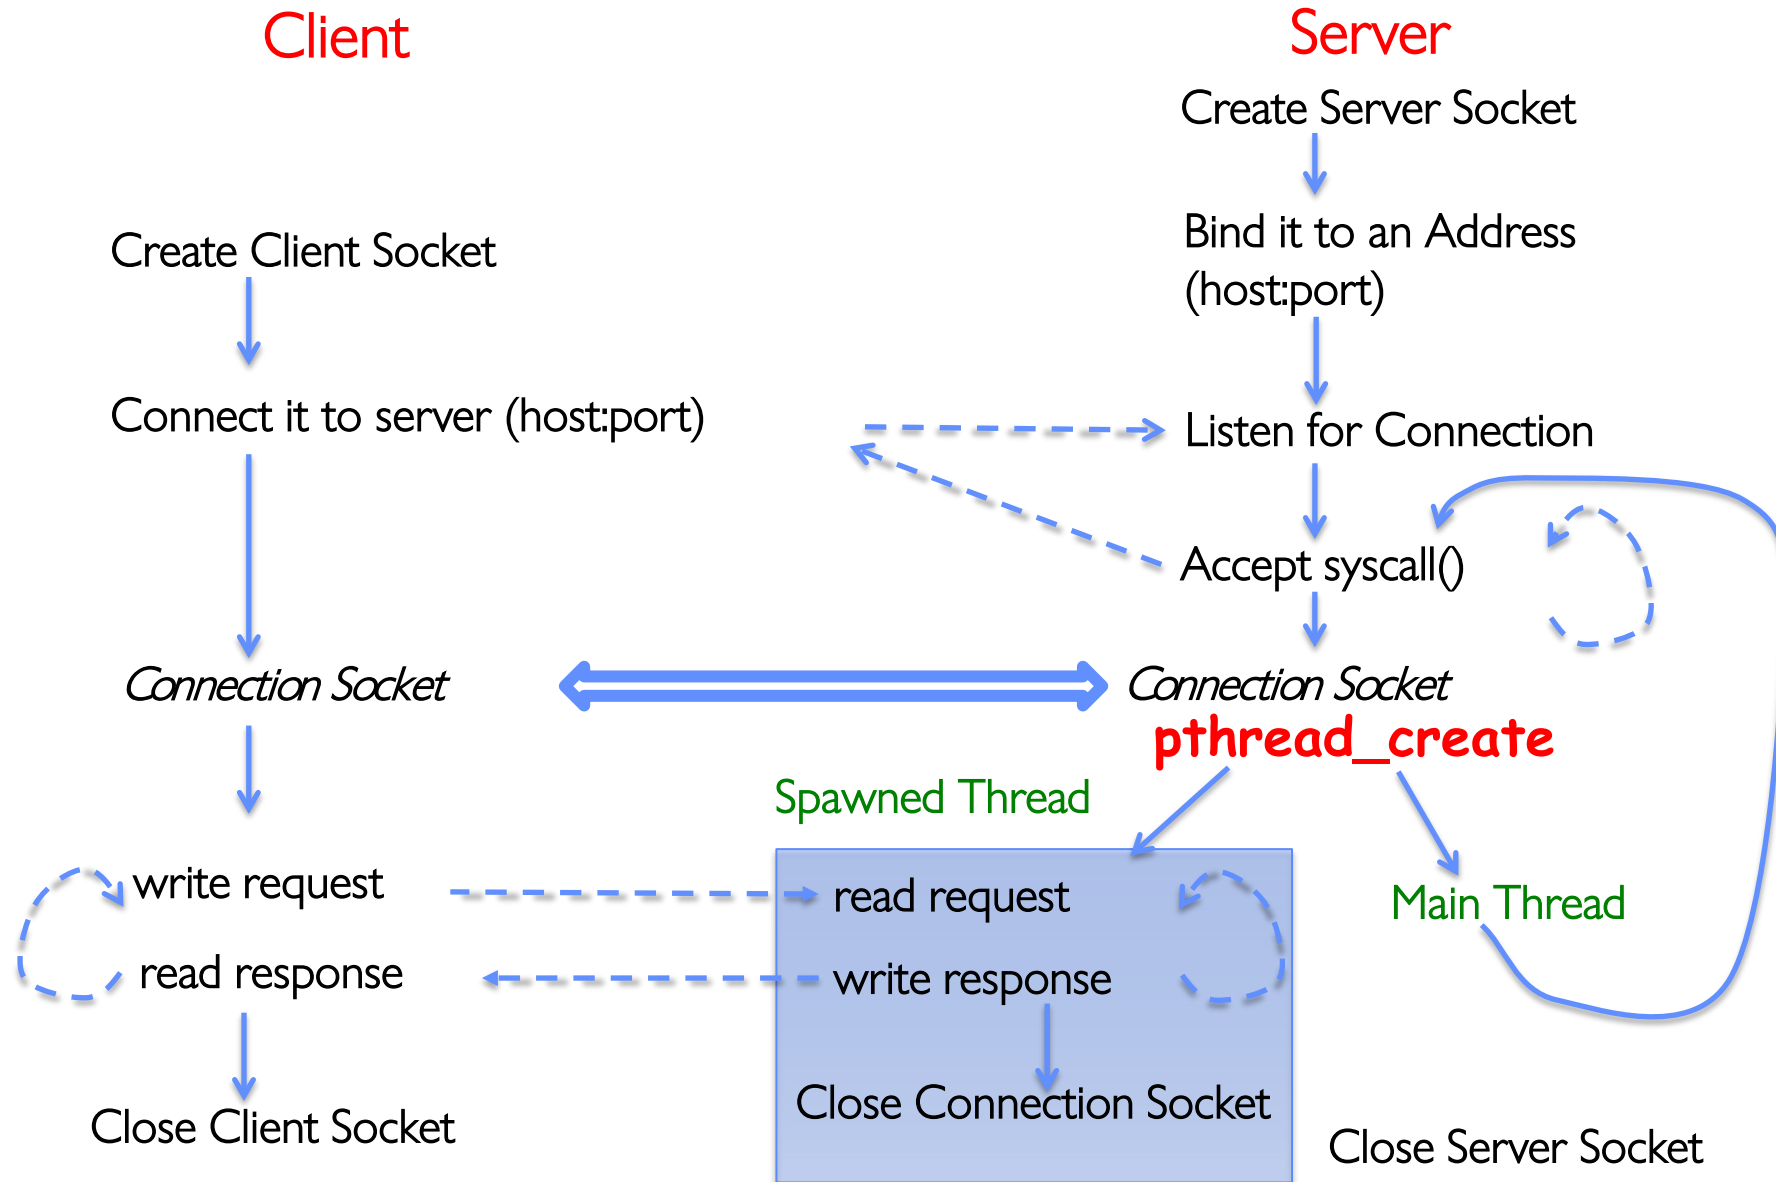 Client
Create Client Socket
Connect it to server (host:port)
Connection Socket
write request
read response
Close Client Socket
Server
Create Server Socket
Bind it to an Address
(host:port)
Listen for Connection
Accept syscall()
Connection Socket
pthread_create
Spawned Thread
read request
write response
Close Connection Socket
Main Thread
Close Server Socket